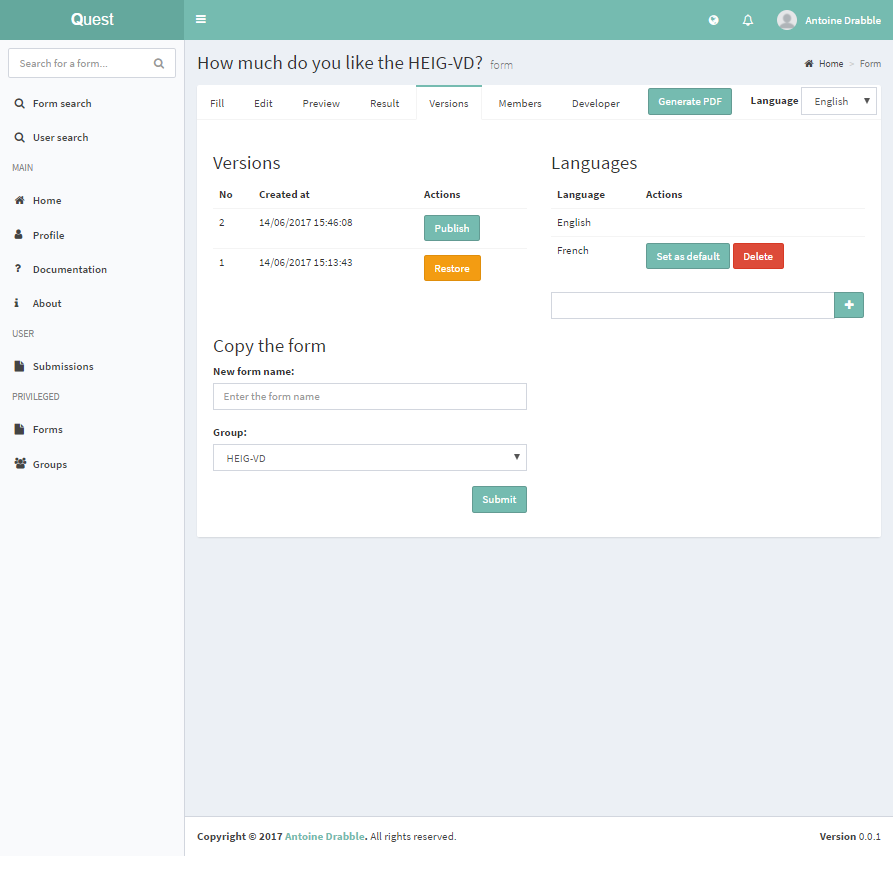 Quest
Antoine Drabble
Search for a form...
Form search
User search
MAIN
Home
Profile
Documentation
About
USER
Submissions
PRIVILEGED
Forms
Groups
How much do you like the HEIG-VD? form
Home > Form
Fill Edit Preview Result Versions Members Developer Generate PDF Language English
Versions
No Created at Actions
2 14/06/2017 15:46:08 Publish
1 14/06/2017 15:13:43 Restore
Languages
Language Actions
English
French Set as default Delete
Copy the form
New form name:
Enter the form name
Group:
HEIG-VD
Submit
Copyright © 2017 Antoine Drabble. All rights reserved.
Version 0.0.1